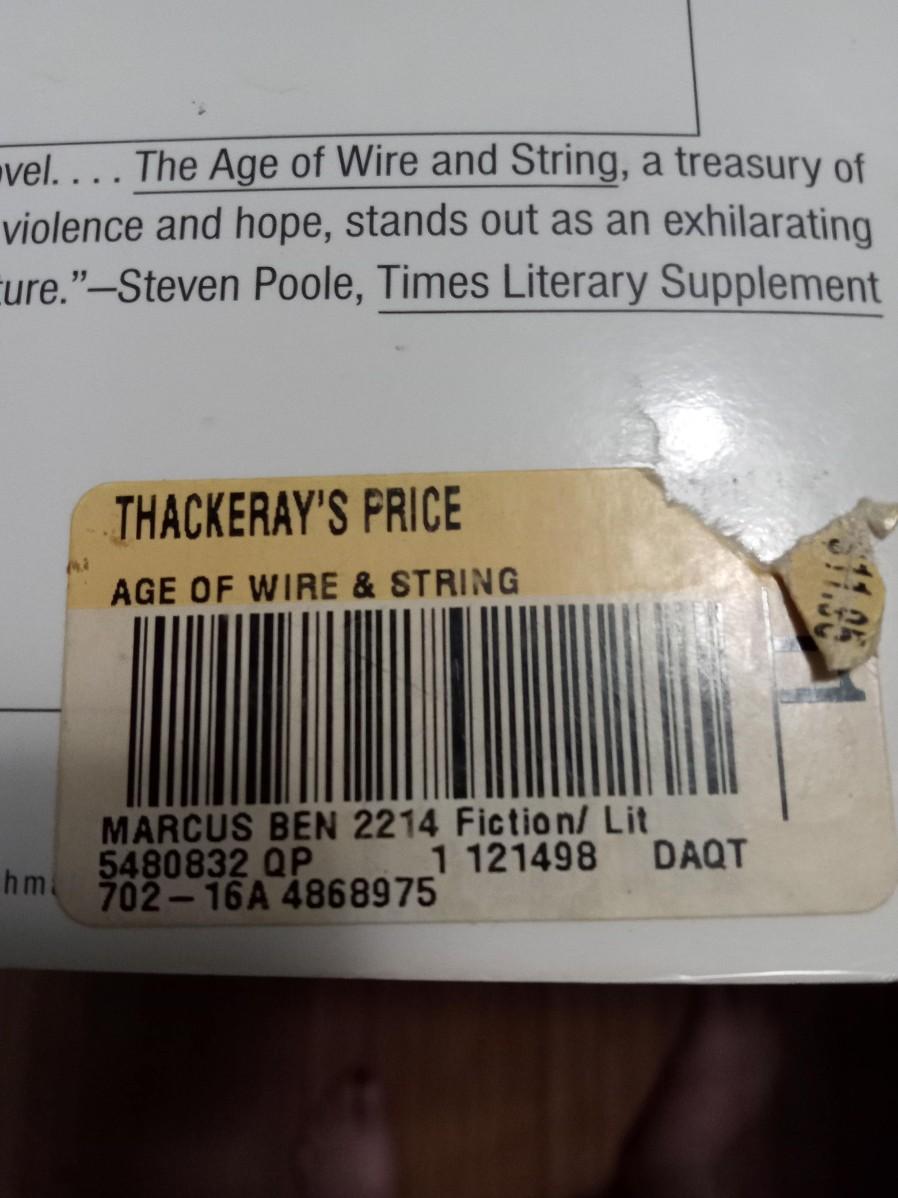 ovel. . . . The Age of Wire and String, a treasury of
violence and hope, stands out as an exhilarating
ture."—Steven Poole, Times Literary Supplement
THACKERAY'S PRICE
AGE OF WIRE & STRING
MARCUS BEN 2214 Fiction/ Lit
5480832 QP 1 121498 DAQT
702-16A 4868975
hm